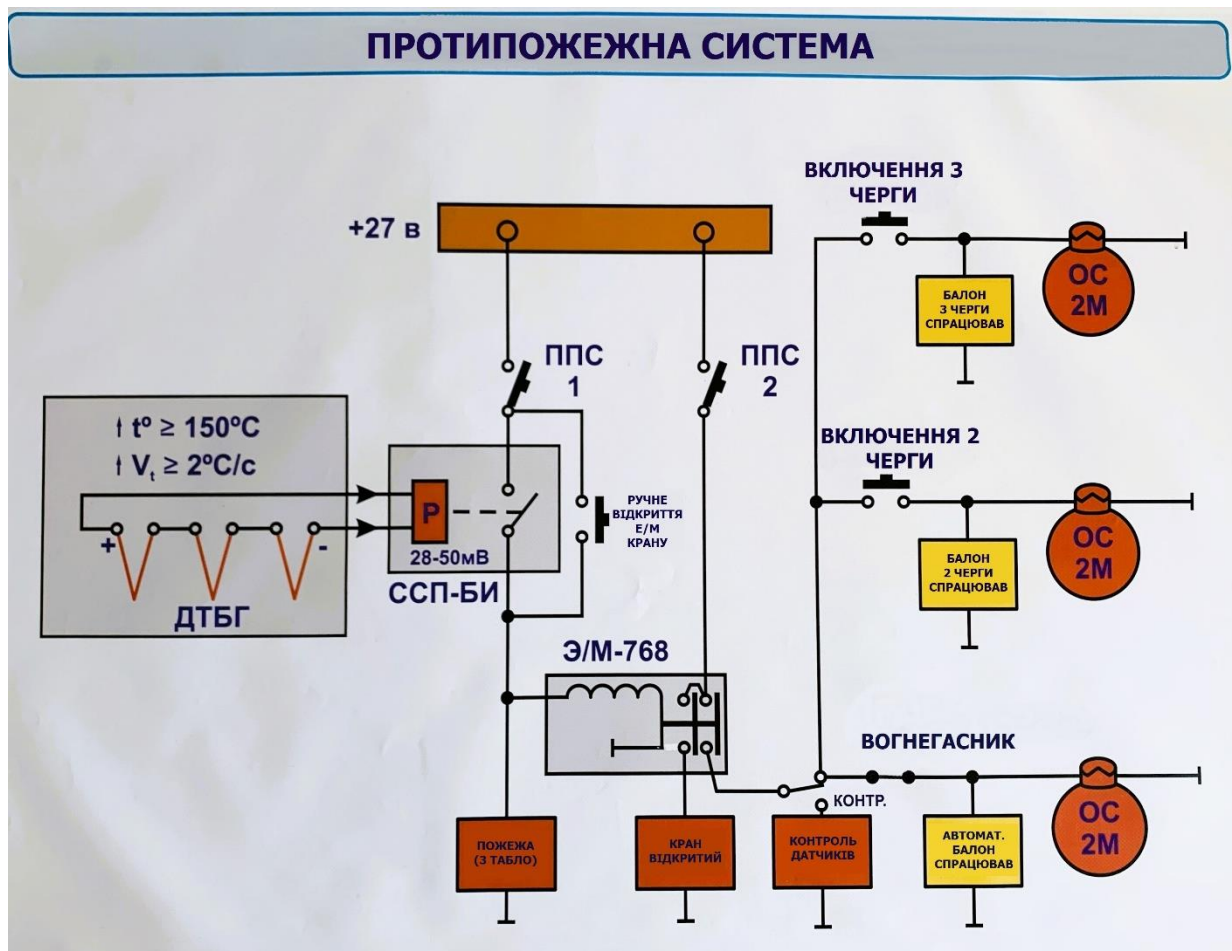 ПРОТИПОЖЕЖНА СИСТЕМА
ВКЛЮЧЕННЯ 3
ЧЕРГИ
+27 в
ОС
2М
БАЛОН
3 ЧЕРГИ
СПРАЦЮВАВ
ППС
1
ППС
2
↑ t° ≥ 150°С
↑ Vt ≥ 2°С/с
ВКЛЮЧЕННЯ 2
ЧЕРГИ
Р
28-50мВ
ССП-БИ
РУЧНЕ
ВІДКРИТТЯ
Е/М
КРАНУ
+
-
ДТБГ
ОС
2М
БАЛОН
2 ЧЕРГИ
СПРАЦЮВАВ
Э/М-768
ВОГНЕГАСНИК
КОНТР.
ПОЖЕЖА
(3 ТАБЛО)
КРАН
ВІДКРИТИЙ
КОНТРОЛЬ
ДАТЧИКІВ
АВТОМАТ.
БАЛОН
СПРАЦЮВАВ
ОС
2М